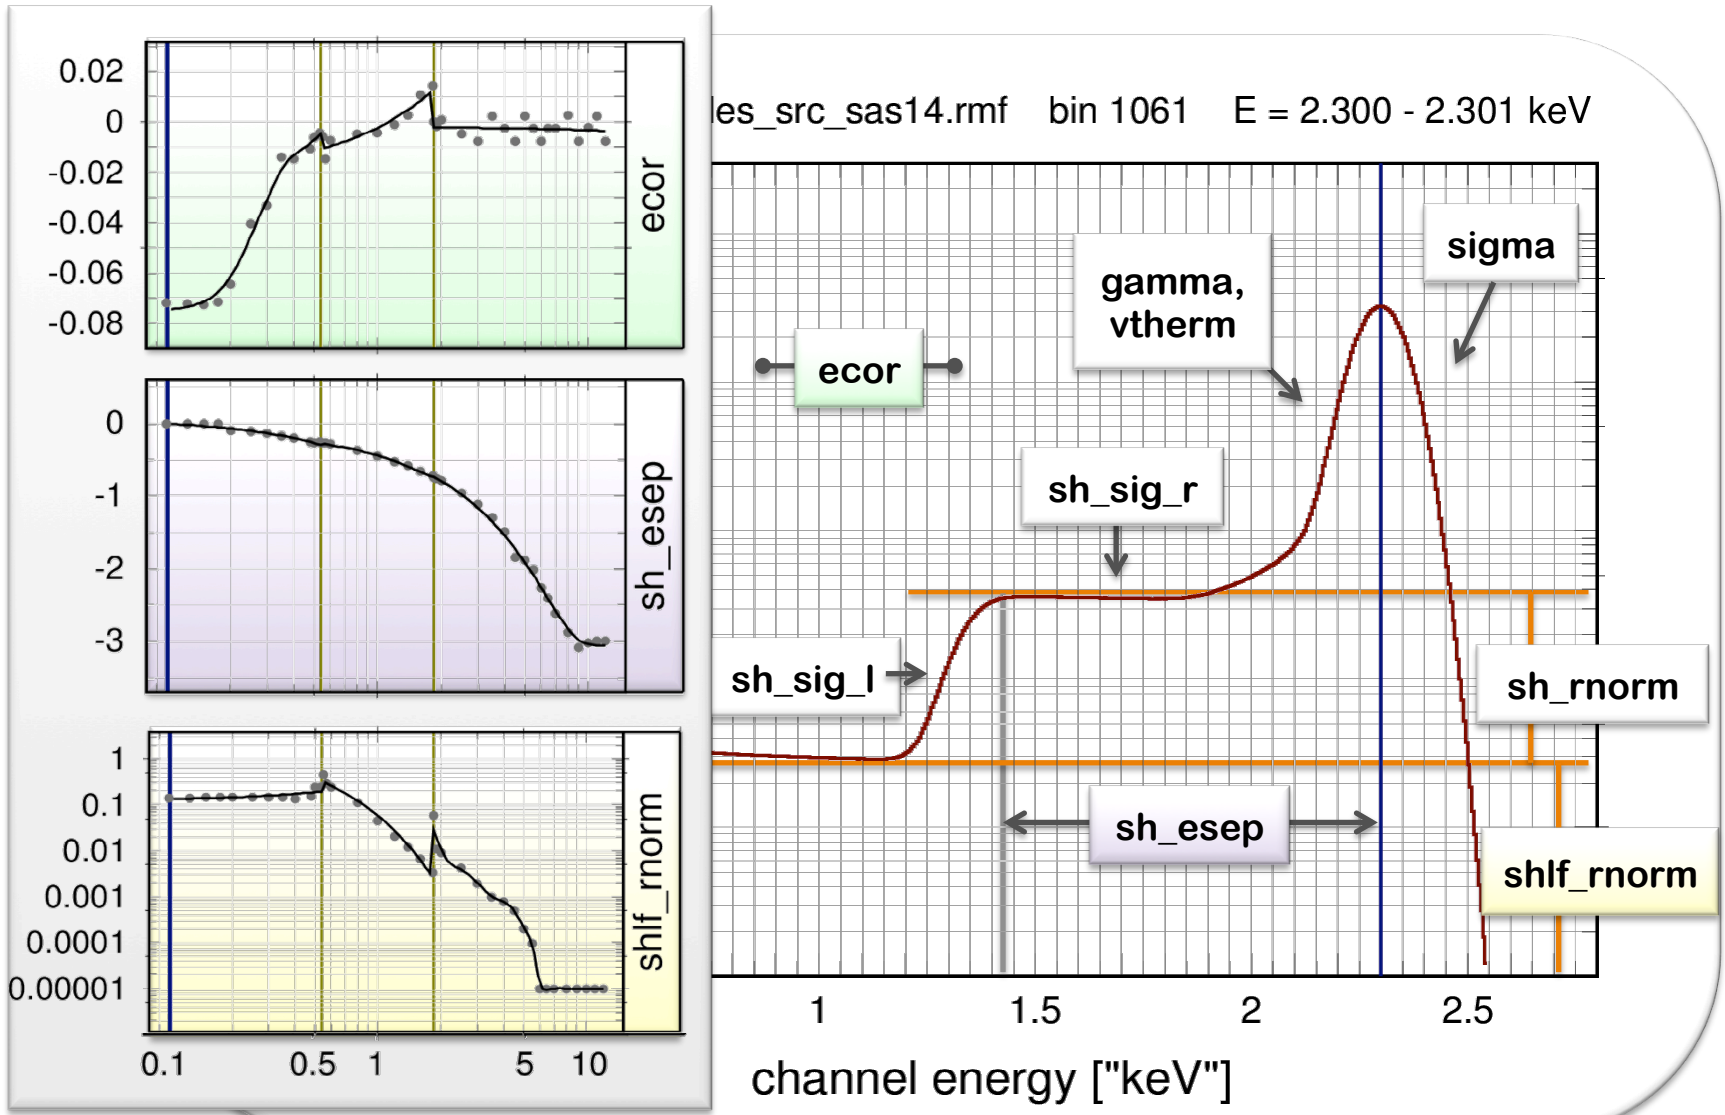 0.02
0
-0.02
-0.04
-0.06
-0.08
ecor
0
-1
-2
-3
sh_esep
1
0.1
0.01
0.001
0.0001
0.00001
shlf_rnorm
0.1 0.5 1 5 10
les_src_sas14.rmf bin 1061 E = 2.300 - 2.301 keV
sigma
gamma,
vtherm
ecor
sh_sig_r
sh_sig_l
sh_rnorm
sh_esep
shlf_rnorm
1 1.5 2 2.5
channel energy ["keV"]